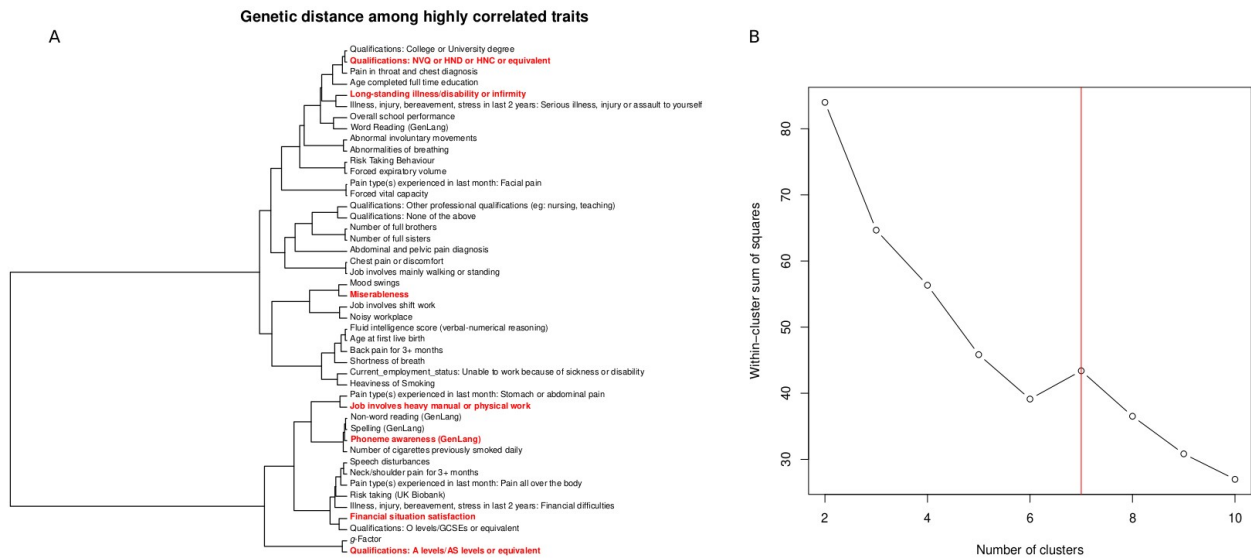 Genetic distance among highly correlated traits
A
Qualifications: College or University degree
Qualifications: NVQ or HND or HNC or equivalent
Pain in throat and chest diagnosis
Age completed full time education
Long-standing illness/disability or infirmity
Illness, injury, bereavement, stress in last 2 years: Serious illness, injury or assault to yourself
Overall school performance
Word Reading (GenLang)
Abnormal involuntary movements
Abnormalities of breathing
Risk Taking Behaviour
Forced expiratory volume
Pain type(s) experienced in last month: Facial pain
Forced vital capacity
Qualifications: Other professional qualifications (eg: nursing, teaching)
Qualifications: None of the above
Number of full brothers
Number of full sisters
Abdominal and pelvic pain diagnosis
Chest pain or discomfort
Job involves mainly walking or standing
Mood swings
Miserableness
Job involves shift work
Noisy workplace
Fluid intelligence score (verbal-numerical reasoning)
Age at first live birth
Back pain for 3+ months
Shortness of breath
Current_employment_status: Unable to work because of sickness or disability
Heaviness of Smoking
Pain type(s) experienced in last month: Stomach or abdominal pain
Job involves heavy manual or physical work
Non-word reading (GenLang)
Spelling (GenLang)
Phoneme awareness (GenLang)
Number of cigarettes previously smoked daily
Speech disturbances
Neck/shoulder pain for 3+ months
Pain type(s) experienced in last month: Pain all over the body
Risk taking (UK Biobank)
Illness, injury, bereavement, stress in last 2 years: Financial difficulties
Financial situation satisfaction
Qualifications: O levels/GCSEs or equivalent
g-Factor
Qualifications: A levels/AS levels or equivalent
B
Within−cluster sum of squares
80
70
60
50
40
30
2
4
6
8
10
Number of clusters